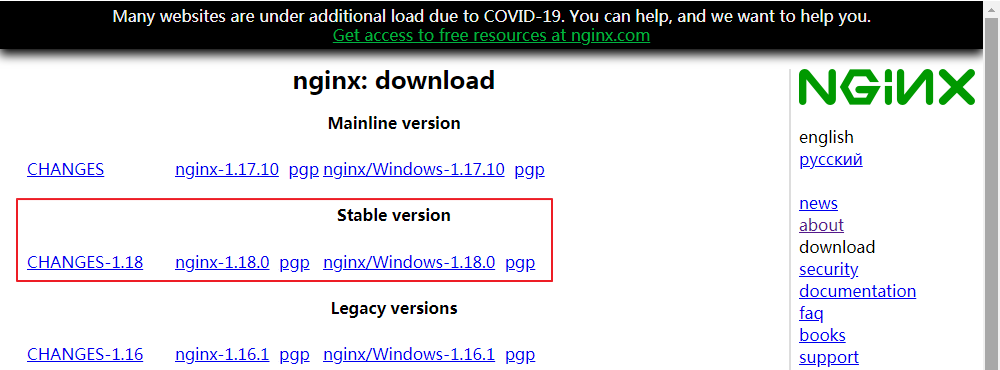 Many websites are under additional load due to COVID-19. You can help, and we want to help you.
Get access to free resources at nginx.com
nginx: download
Mainline version
CHANGES nginx-1.17.10 pgp nginx/Windows-1.17.10 pgp
Stable version
CHANGES-1.18 nginx-1.18.0 pgp nginx/Windows-1.18.0 pgp
Legacy versions
CHANGES-1.16 nginx-1.16.1 pgp nginx/Windows-1.16.1 pgp
NGiNX
english
русский
news
about
download
security
documentation
faq
books
support